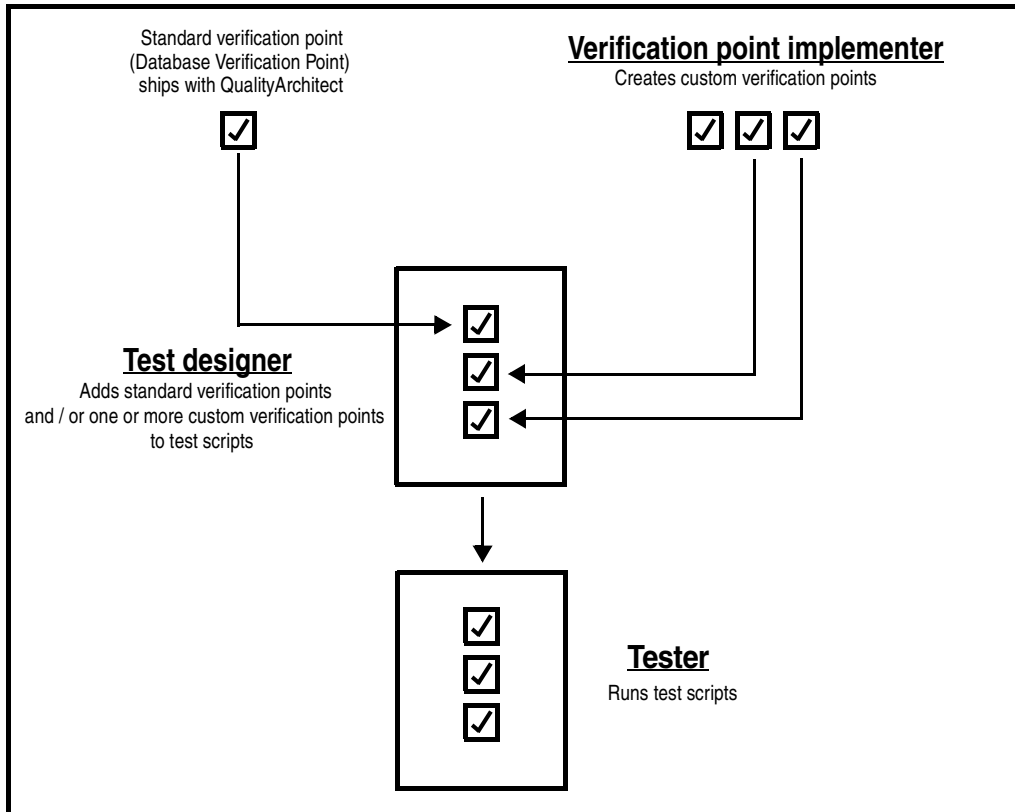 Standard verification point
(Database Verification Point)
ships with QualityArchitect
Verification point implementer
Creates custom verification points
Test designer
Adds standard verification points
and / or one or more custom verification points
to test scripts
Tester
Runs test scripts